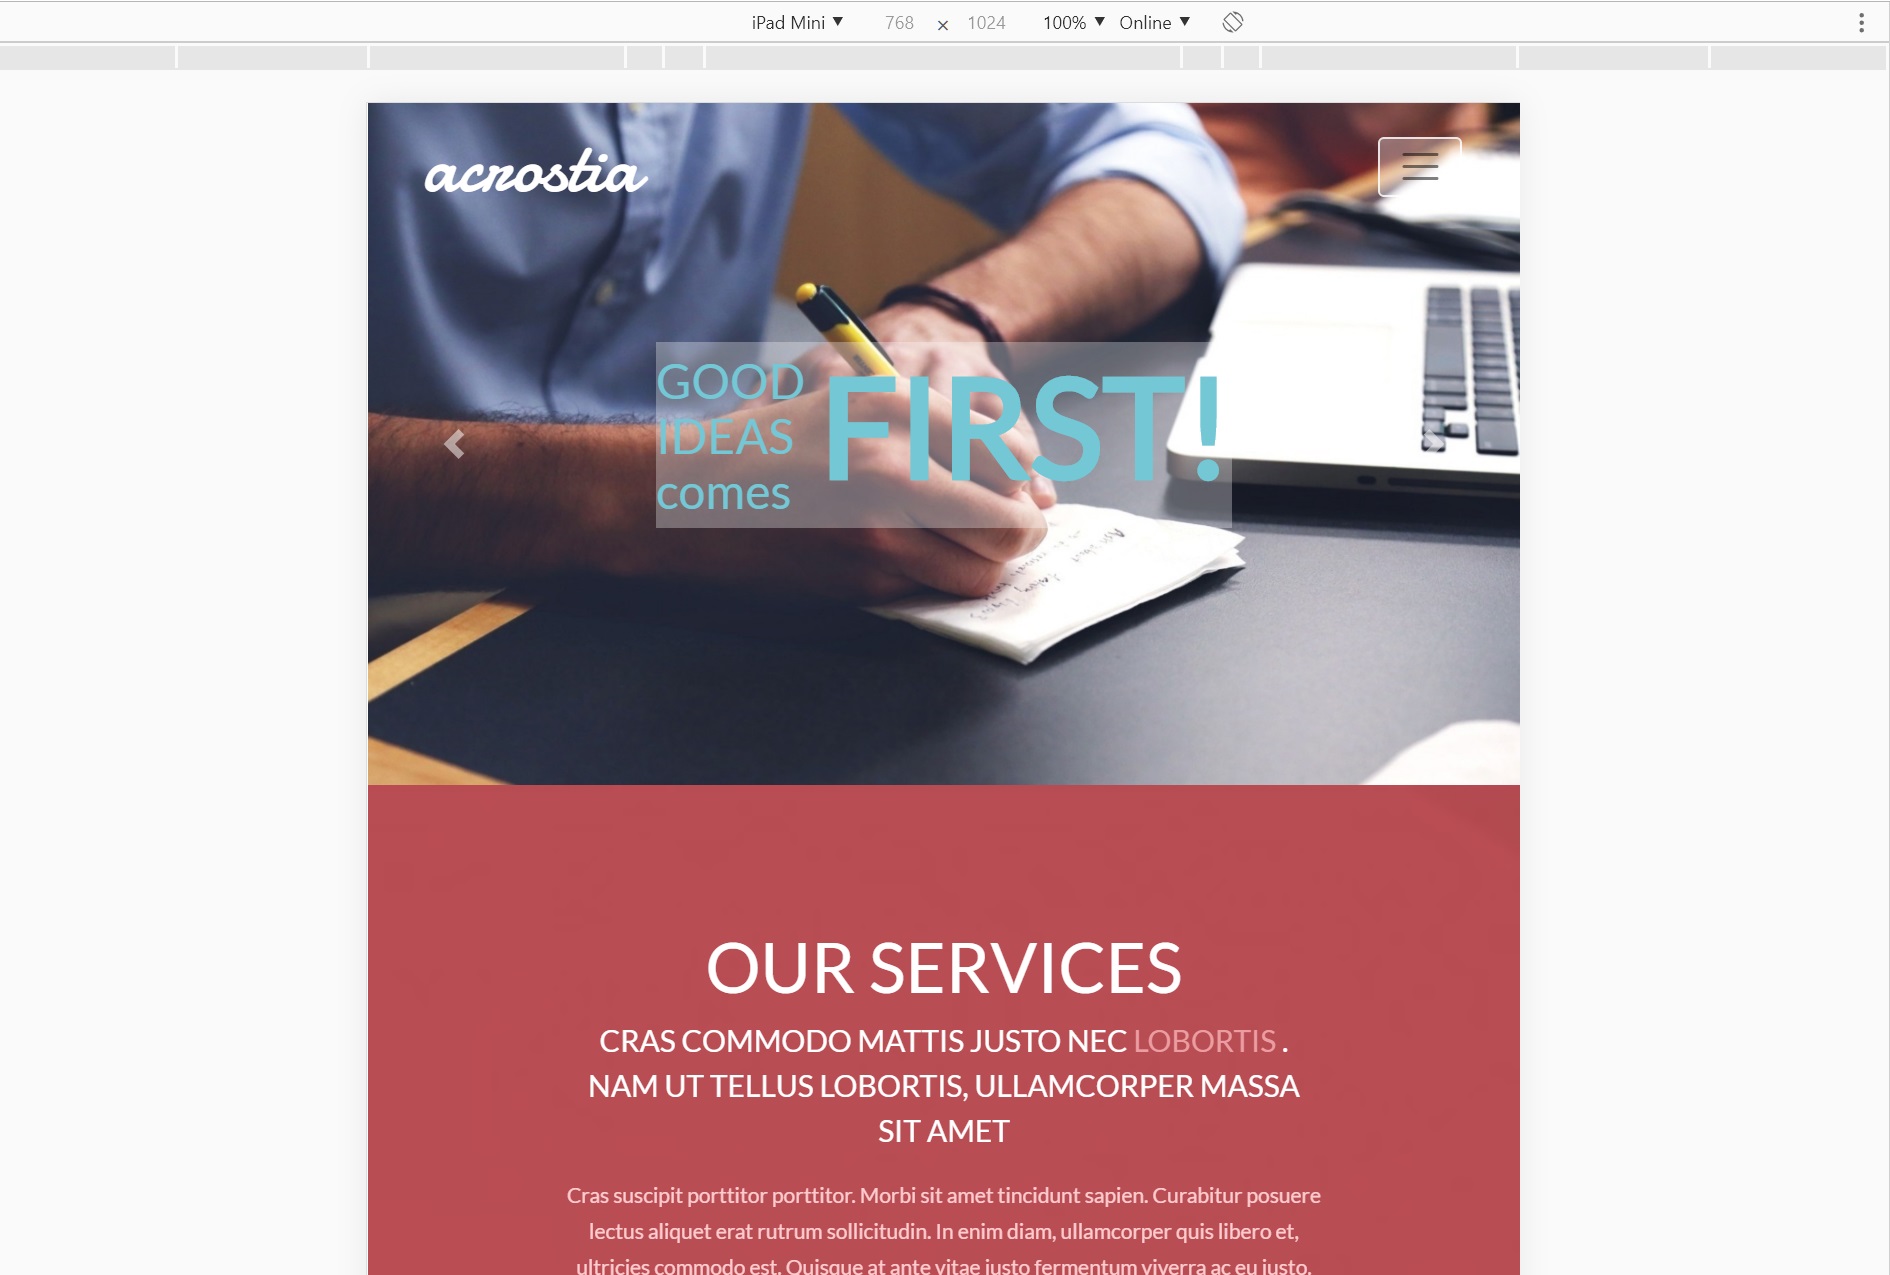 iPad Mini ▼ 768 × 1024 100% ▼ Online ▼
acrostia
GOOD
IDEAS
comes
FIRST!
OUR SERVICES
CRAS COMMODO MATTIS JUSTO NEC LOBORTIS .
NAM UT TELLUS LOBORTIS, ULLAMCORPER MASSA
SIT AMET
Cras suscipit porttitor porttitor. Morbi sit amet tincidunt sapien. Curabitur posuere
lectus aliquet erat rutrum sollicitudin. In enim diam, ullamcorper quis libero et,
ultricies commodo est. Quisque at ante vitae justo fermentum viverra ac eu justo.